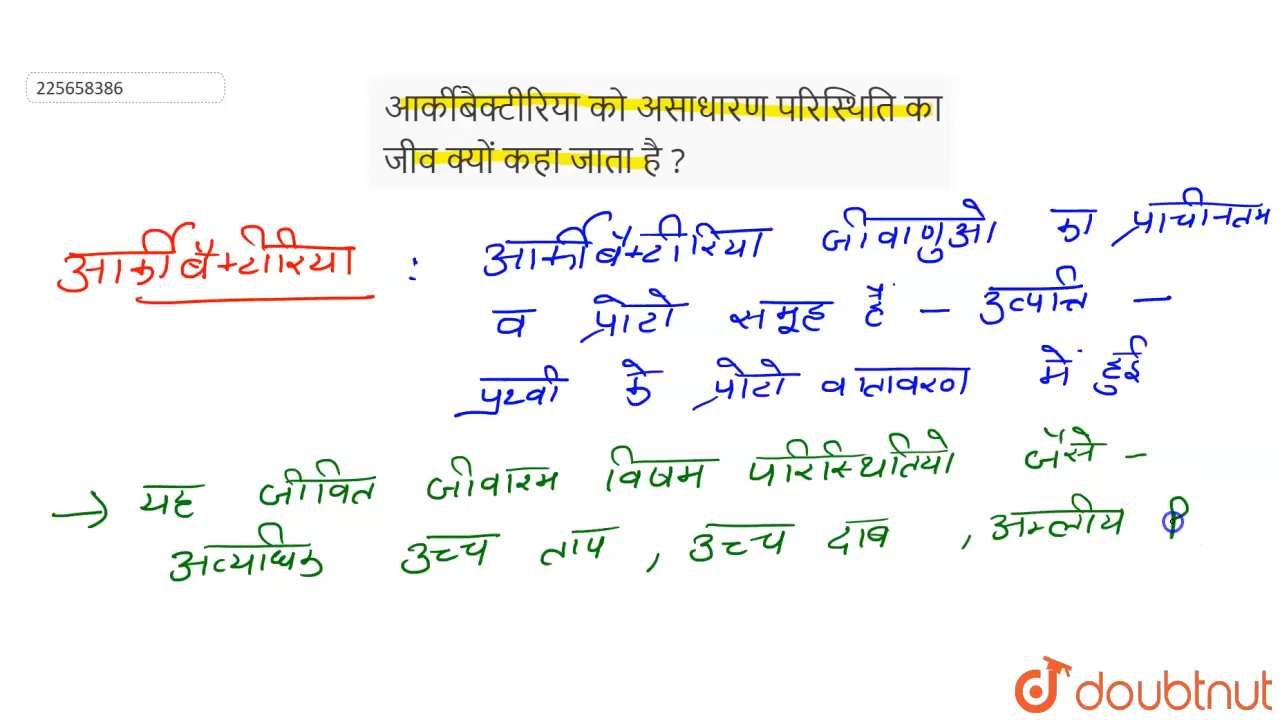 225658386
आर्कीबैक्टीरिया को असाधारण परिस्थिति का
जीव क्यों कहा जाता है ?
आर्कीबैक्टीरिया : आर्कीबैक्टीरिया जीवाणुओ का प्राचीनतम
व प्रोटो समूह है - उत्पत्ति -
प्रथ्वी के प्रोटो वातावरण में हुई
→ यह जीवित जीवाश्म विषम परिस्थितियो जैसे -
अत्याधिक उच्च ताप , उच्च दाब , अम्लीय
doubtnut